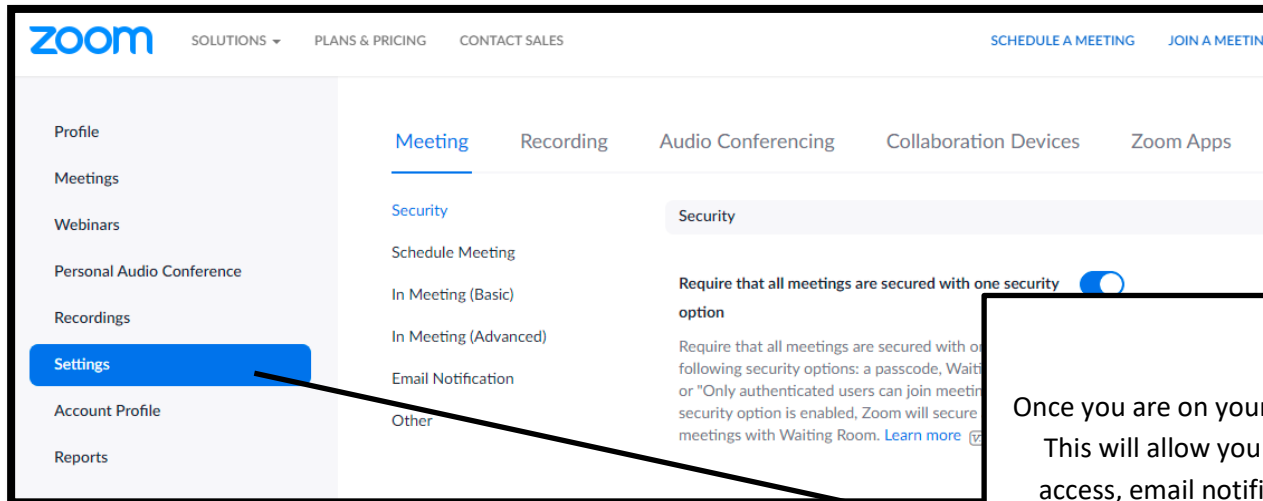 zoom SOLUTIONS PLANS & PRICING CONTACT SALES SCHEDULE A MEETING JOIN A
Profile
Meetings
Webinars
Personal Audio Conference
Recordings
Settings
Account Profile
Reports
Meeting Recording Audio Conferencing Collaboration Devices Zoom Apps
Security
Schedule Meeting
In Meeting (Basic)
In Meeting (Advanced)
Email Notification
Other
Security
Require that all meetings are secured with one security
option
Require that all meetings are secured with
following security options: a passcode,
or "Only authenticated users can join
security option is enabled, Zoom will secure
meetings with Waiting Room. Learn more
Once you are on your
This will allow you
access, email